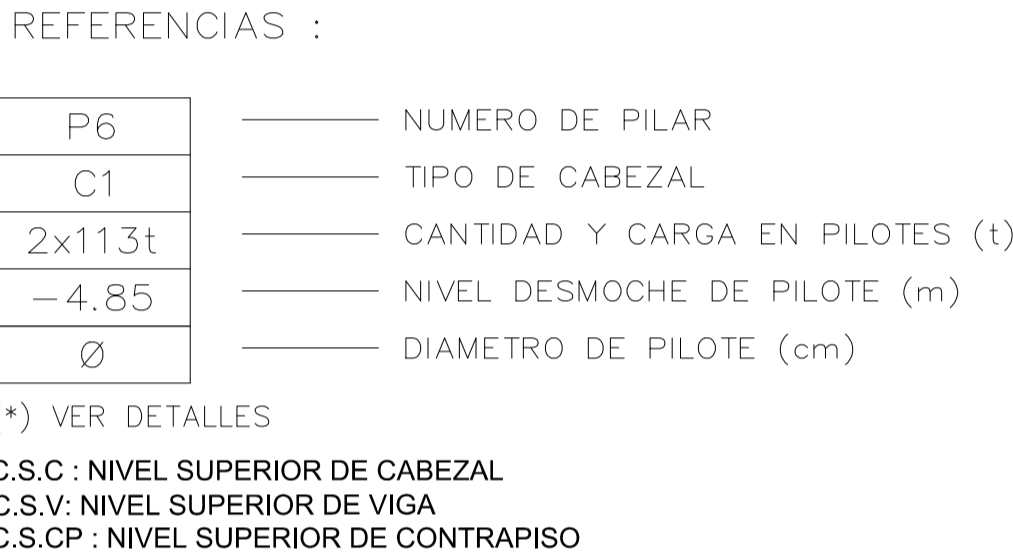 REFERENCIAS :
P6 NUMERO DE PILAR
C1 TIPO DE CABEZAL
2x113t CANTIDAD Y CARGA EN PILOTES (t)
-4.85 NIVEL DESMOCHE DE PILOTE (m)
Ø DIAMETRO DE PILOTE (cm)
(*) VER DETALLES
C.S.C : NIVEL SUPERIOR DE CABEZAL
C.S.V: NIVEL SUPERIOR DE VIGA
C.S.CP : NIVEL SUPERIOR DE CONTRAPISO